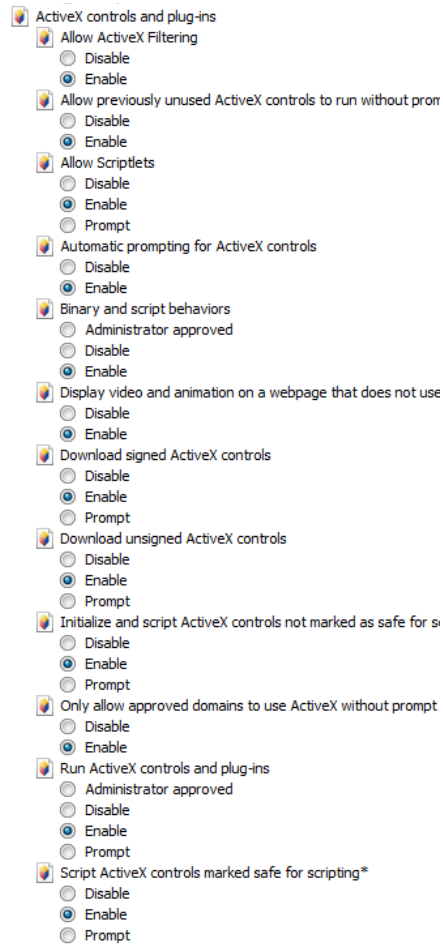 ActiveX controls and plug-ins
Allow ActiveX Filtering
Disable
Enable
Allow previously unused ActiveX controls to run without
Disable
Enable
Allow Scriptlets
Disable
Enable
Prompt
Automatic prompting for ActiveX controls
Disable
Enable
Binary and script behaviors
Administrator approved
Disable
Enable
Display video and animation on a webpage that does not use
Disable
Enable
Download signed ActiveX controls
Disable
Enable
Prompt
Download unsigned ActiveX controls
Disable
Enable
Prompt
Initialize and script ActiveX controls not marked as safe for
Disable
Enable
Prompt
Only allow approved domains to use ActiveX without prompt
Disable
Enable
Run ActiveX controls and plug-ins
Administrator approved
Disable
Enable
Prompt
Script ActiveX controls marked safe for scripting*
Disable
Enable
Prompt